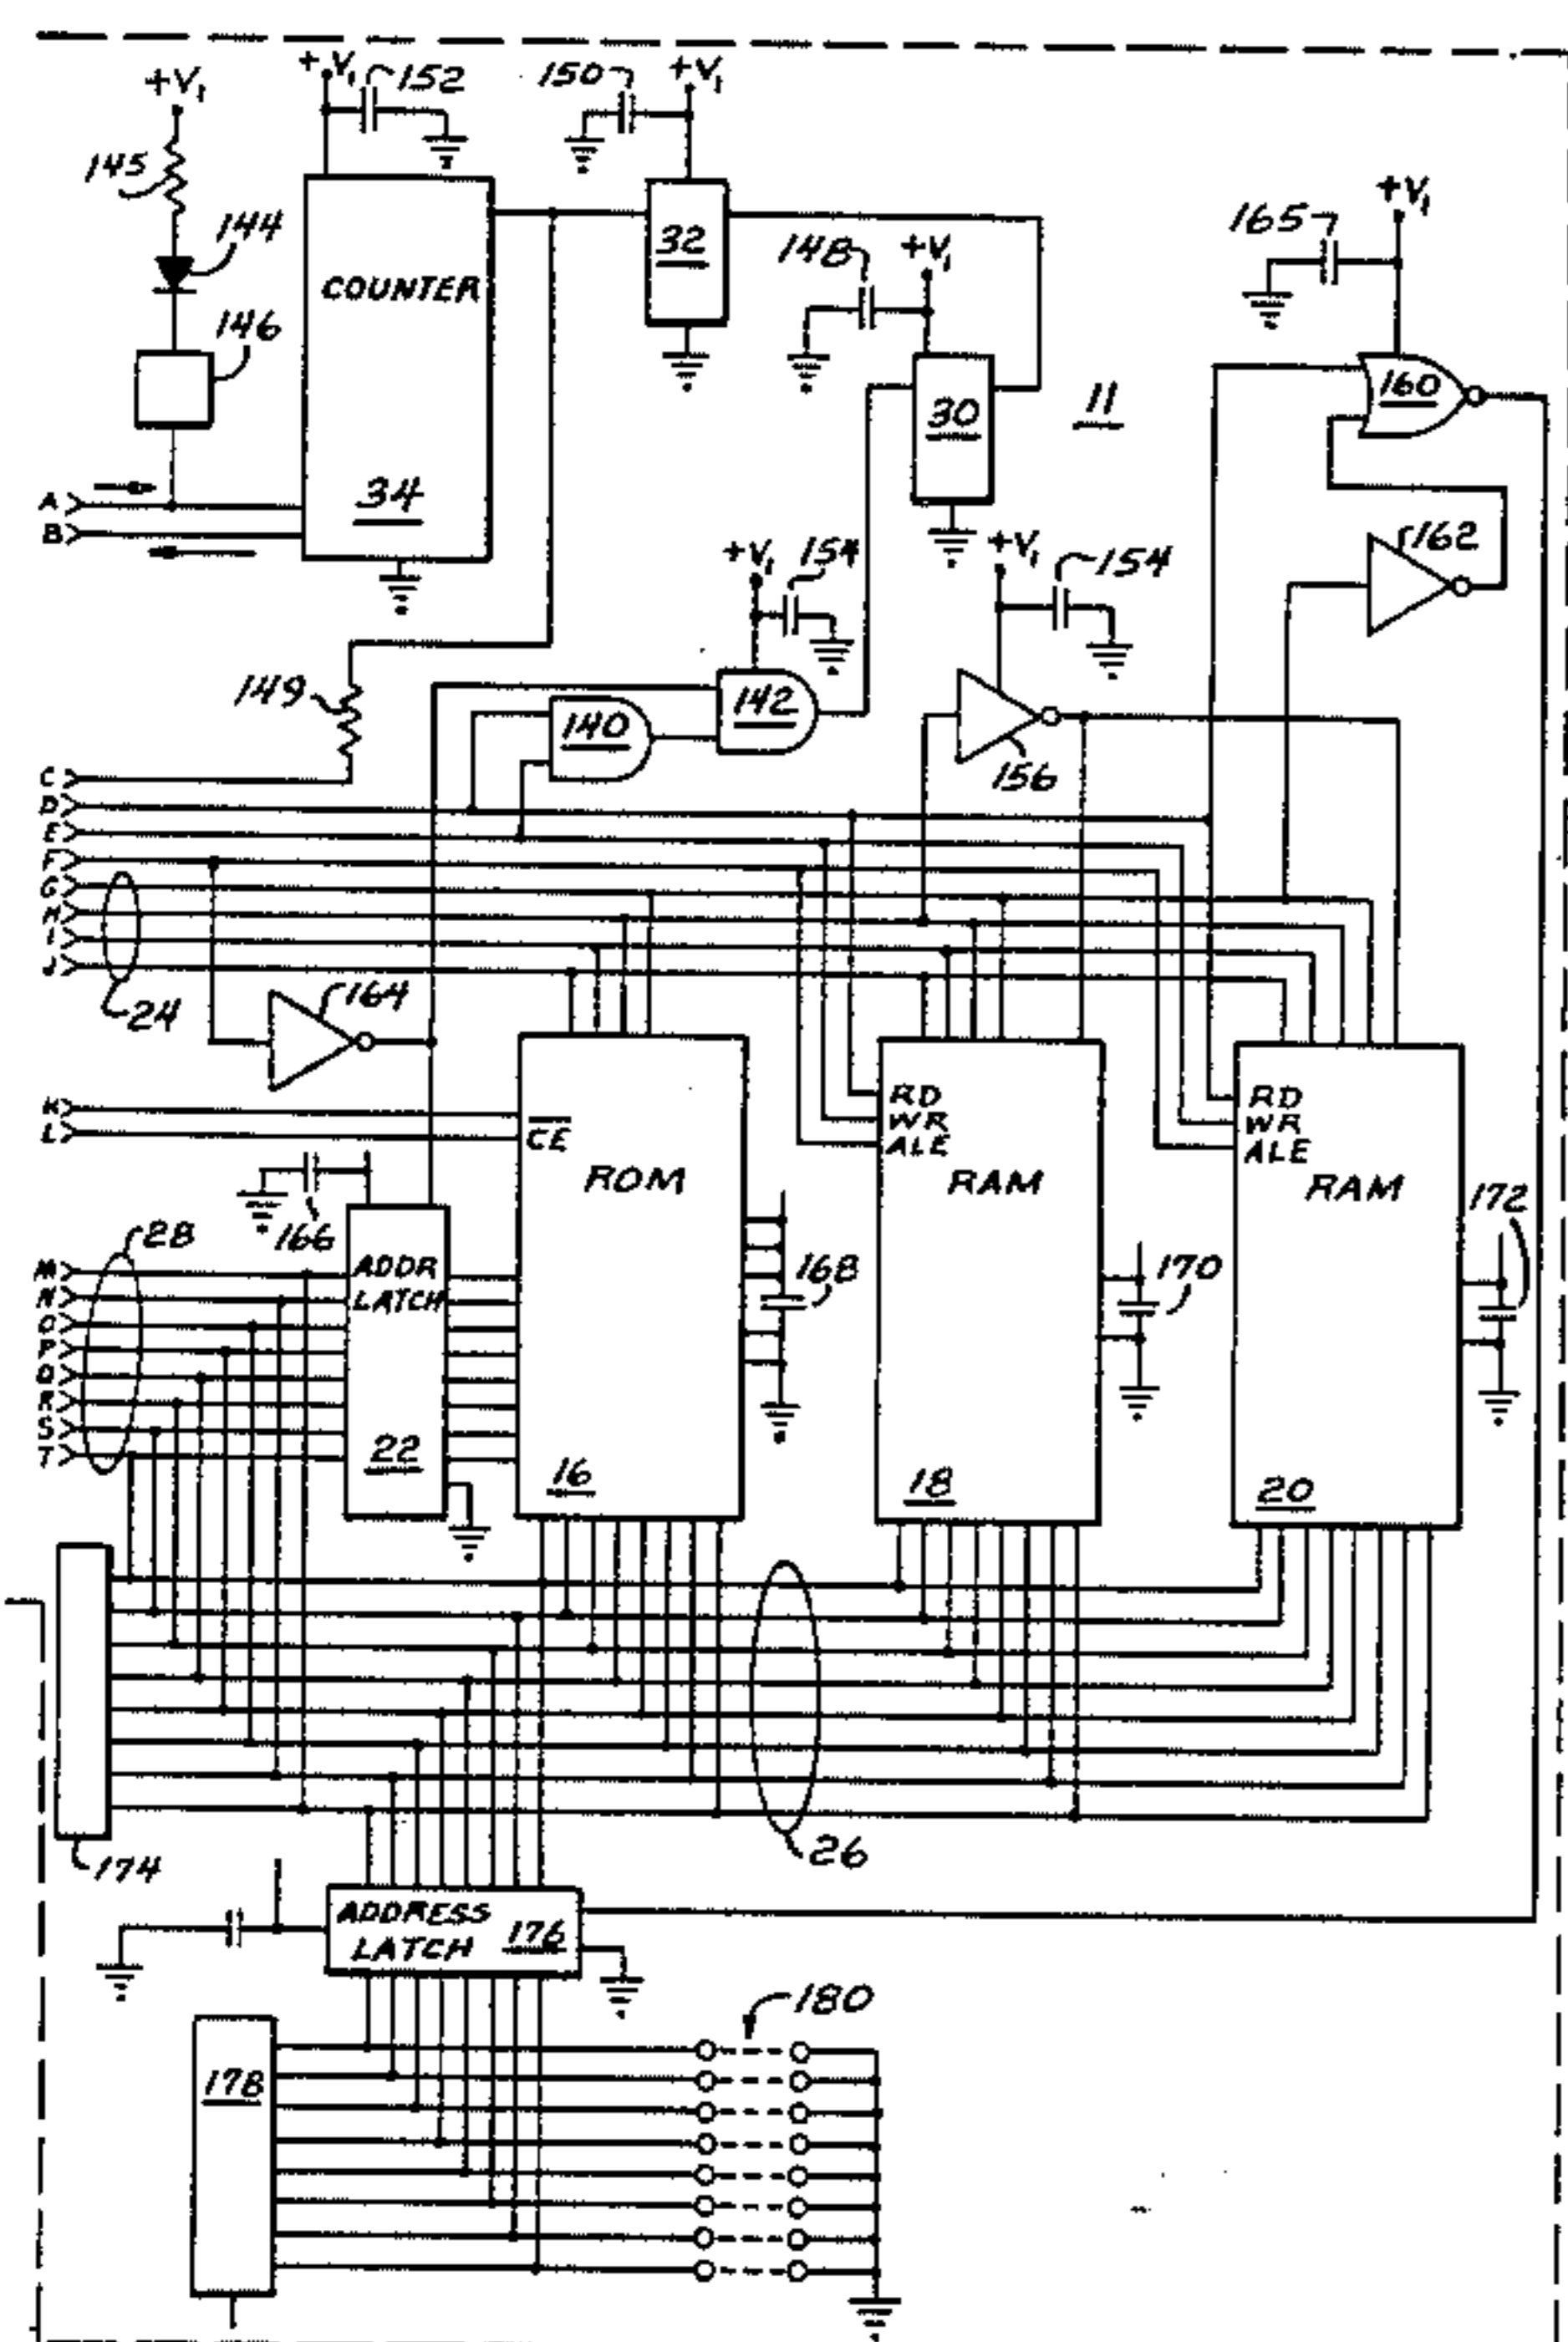 +V₁
+V₁
152
150
+V₁
145
144
146
COUNTER
34
32
148
+V₁
30
11
165
+V₁
160
162
A
B
+V₁
154
+V₁
154
149
140
142
156
C
D
E
F
G
H
I
J
24
164
K
L
CE
ROM
RD
WR
ALE
RAM
RD
WR
ALE
RAM
172
166
28
ADDR
LATCH
168
170
M
N
O
P
Q
R
S
T
22
16
18
20
26
174
ADDRESS
LATCH
176
180
178